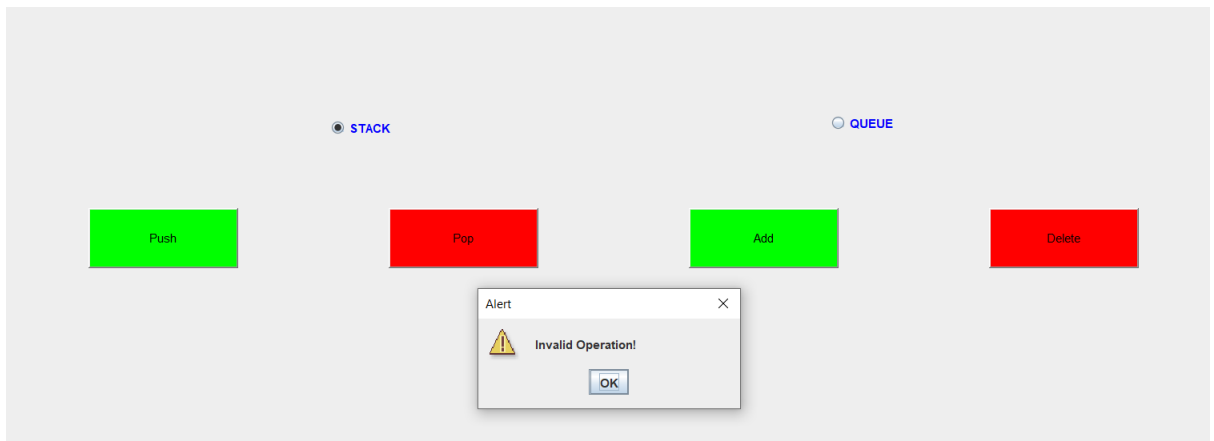 STACK
QUEUE
Push
Pop
Add
Delete
Alert
Invalid Operation!
OK